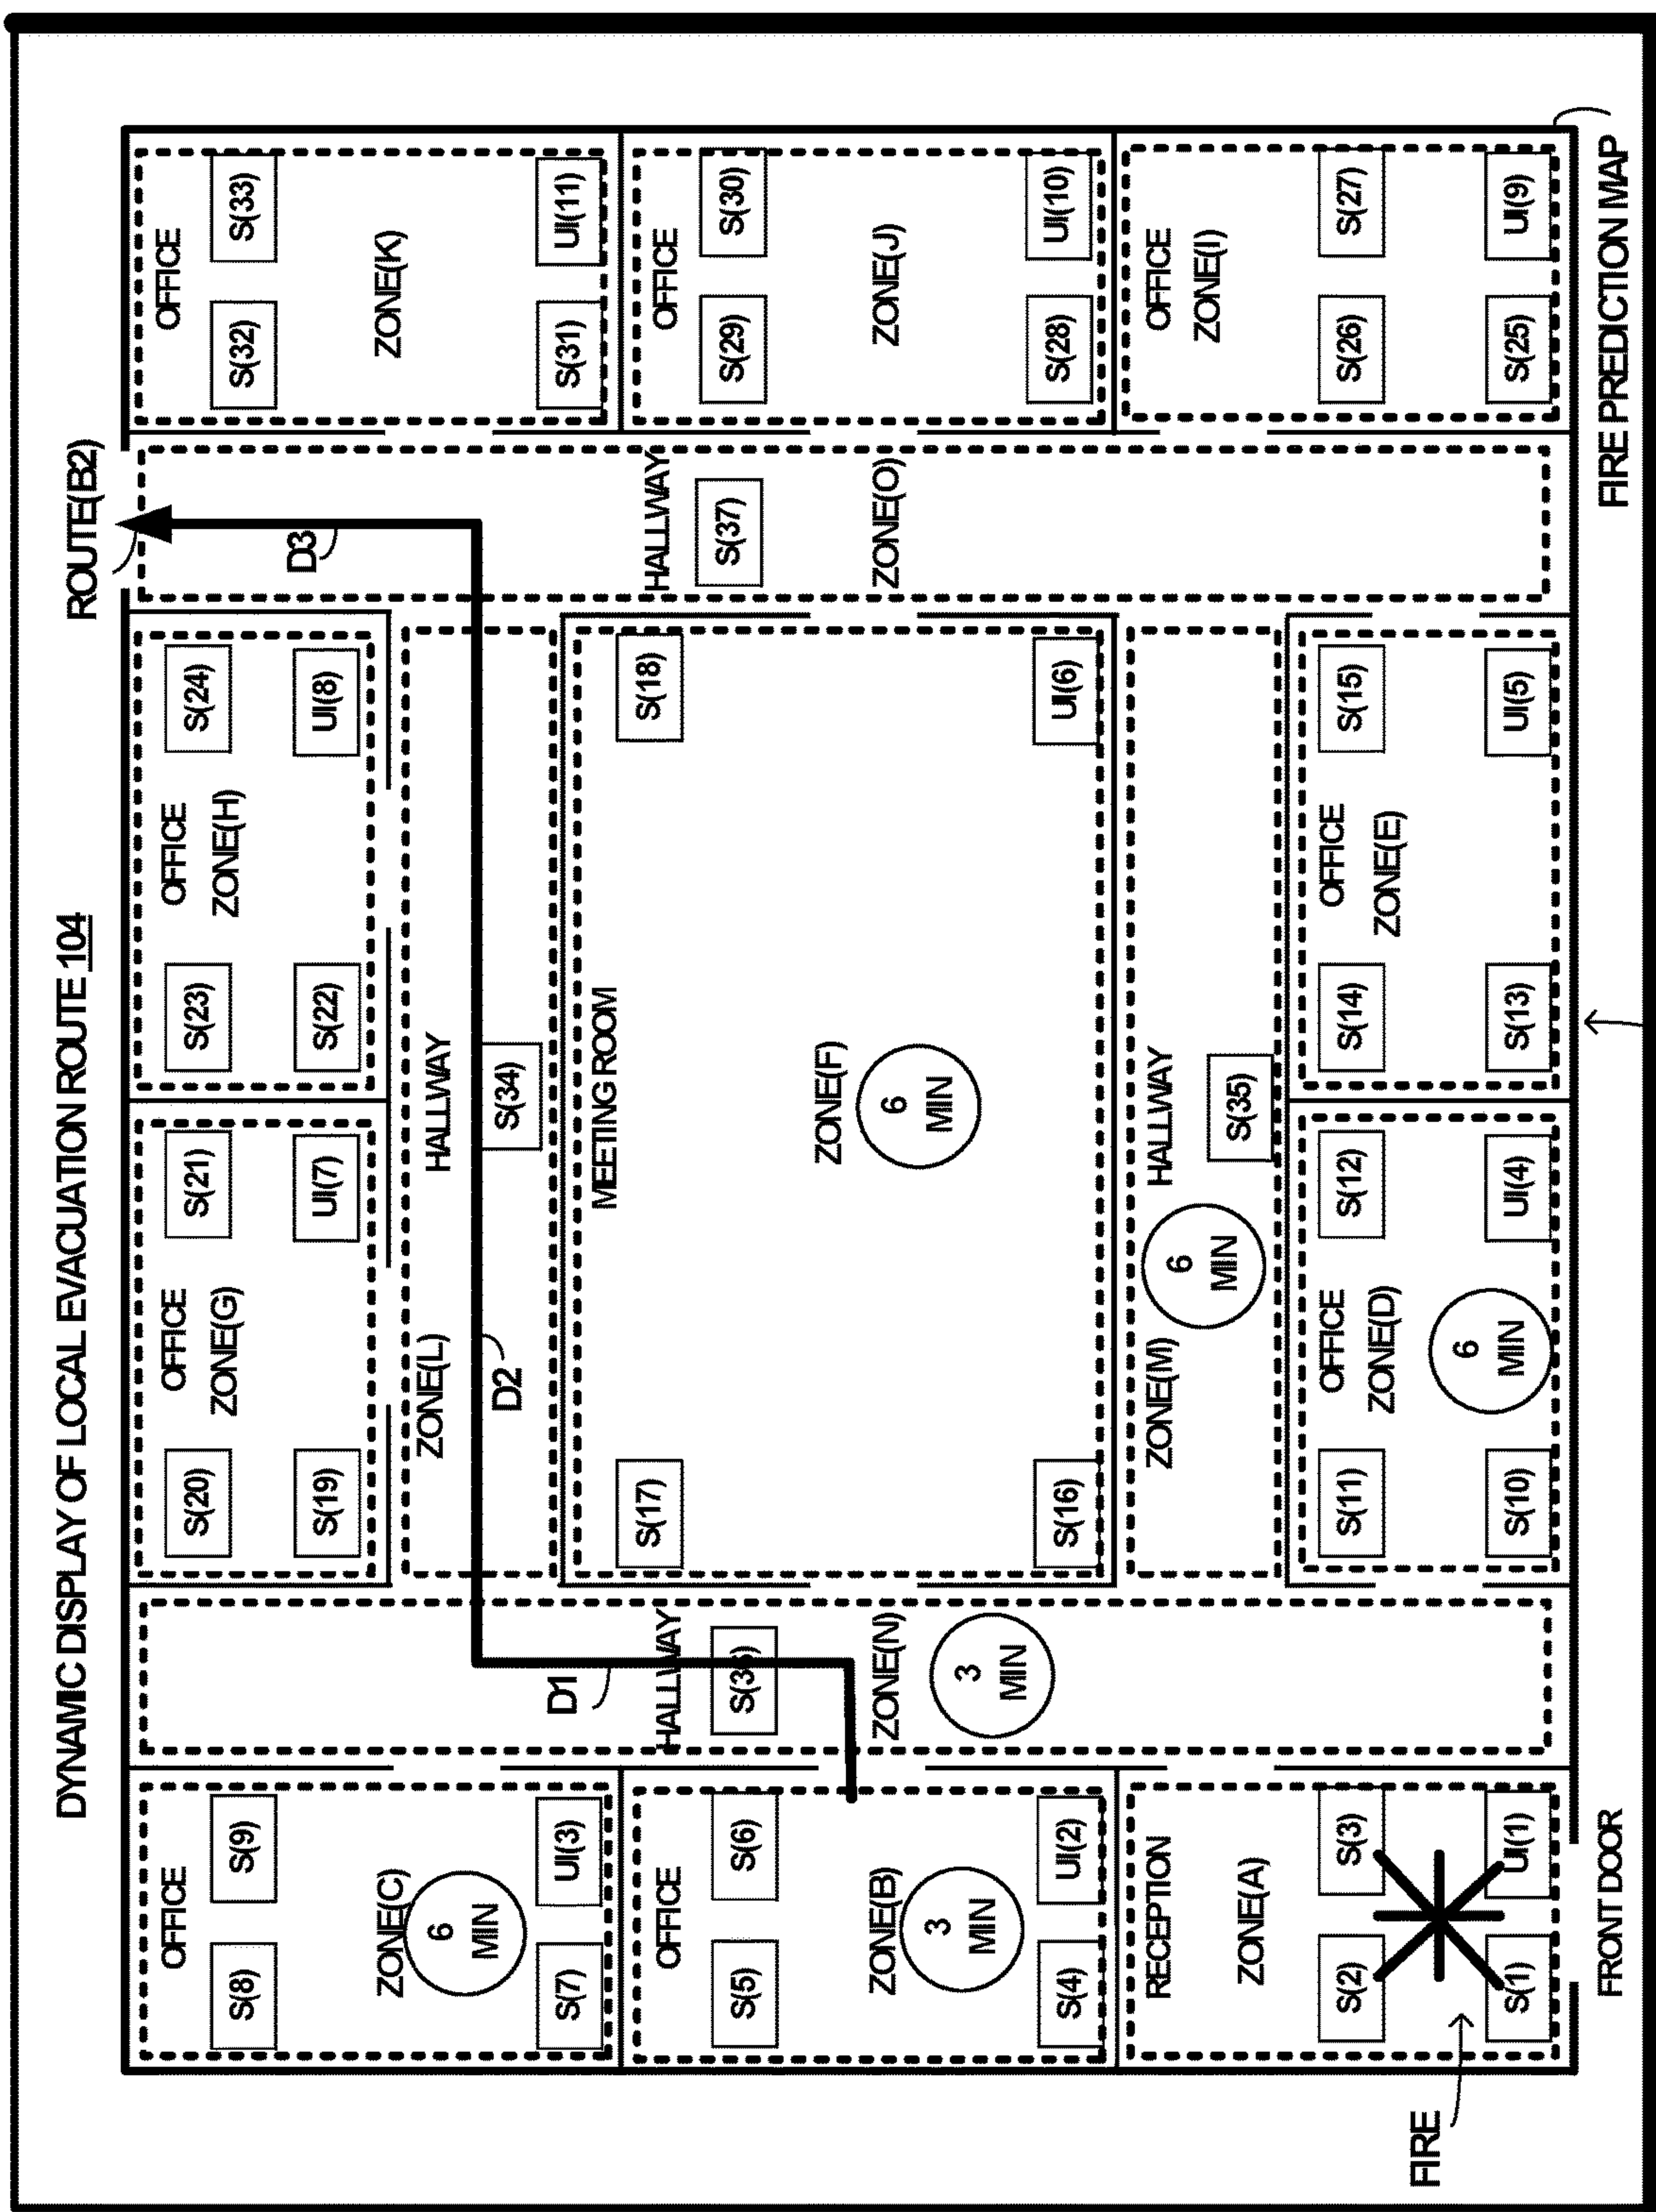 DYNAMIC DISPLAY OF LOCAL EVACUATION ROUTE 104
ROUTE(B2)
OFFICE
S(8)
S(9)
ZONE(C)
6
MIN
S(7)
UI(3)
OFFICE
S(5)
S(6)
ZONE(B)
3
MIN
S(4)
UI(2)
RECEPTION
ZONE(A)
S(2)
S(3)
S(1)
UI(1)
FIRE
FRONT DOOR
D1
HALLWAY
S(36)
ZONE(N)
3
MIN
OFFICE
S(20)
S(21)
ZONE(G)
S(19)
UI(7)
OFFICE
S(23)
S(24)
ZONE(H)
S(22)
UI(8)
ZONE(L)
HALLWAY
D2
S(34)
MEETING ROOM
S(17)
S(18)
ZONE(F)
6
MIN
S(16)
UI(6)
ZONE(M)
6
MIN
HALLWAY
S(35)
OFFICE
S(11)
S(12)
ZONE(D)
6
MIN
S(10)
UI(4)
OFFICE
S(14)
S(15)
ZONE(E)
S(13)
UI(5)
D3
HALLWAY
S(37)
ZONE(O)
OFFICE
S(32)
S(33)
ZONE(K)
S(31)
UI(11)
OFFICE
S(29)
S(30)
ZONE(J)
S(28)
UI(10)
OFFICE
ZONE(I)
S(26)
S(27)
S(25)
UI(9)
FIRE PREDICTION MAP